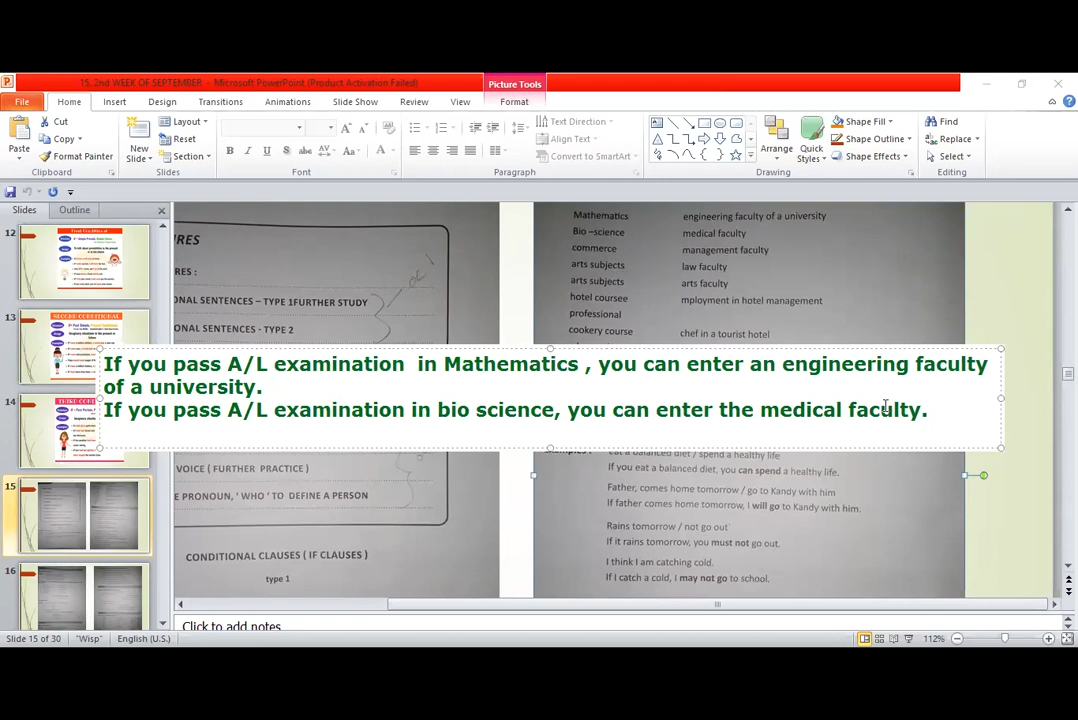 15, 2nd WEEK OF SEPTEMBER - Microsoft PowerPoint (Product Activation Failed)
Picture Tools
File Home Insert Design Transitions Animations Slide Show Review View Format
Paste
Cut
Copy
Format Painter
Clipboard
New Slide
Layout
Reset
Section
Slides
Font
Text Direction
Align Text
Convert to SmartArt
Paragraph
Arrange
Quick Styles
Shape Fill
Shape Outline
Shape Effects
Drawing
Find
Replace
Select
Editing
Slides Outline
12
13
14
15
16
RES
RES :
ONAL SENTENCES – TYPE 1FURTHER STUDY
ONAL SENTENCES - TYPE 2
Mathematics engineering faculty of a university
Bio –science medical faculty
commerce management faculty
arts subjects law faculty
arts subjects arts faculty
hotel coursee mployment in hotel management
professional
cookery course chef in a tourist hotel
If you pass A/L examination in Mathematics , you can enter an engineering faculty
of a university.
If you pass A/L examination in bio science, you can enter the medical faculty.
VOICE ( FURTHER PRACTICE )
E PRONOUN, ' WHO ' TO DEFINE A PERSON
CONDITIONAL CLAUSES ( IF CLAUSES )
type 1
eat a balanced diet / spend a healthy life
If you eat a balanced diet, you can spend a healthy life.
Father, comes home tomorrow / go to Kandy with him
If father comes home tomorrow, I will go to Kandy with him.
Rains tomorrow / not go out
If it rains tomorrow, you must not go out.
I think I am catching cold.
If I catch a cold, I may not go to school.
Click to add notes
Slide 15 of 30 "Wisp" English (U.S.) 112%